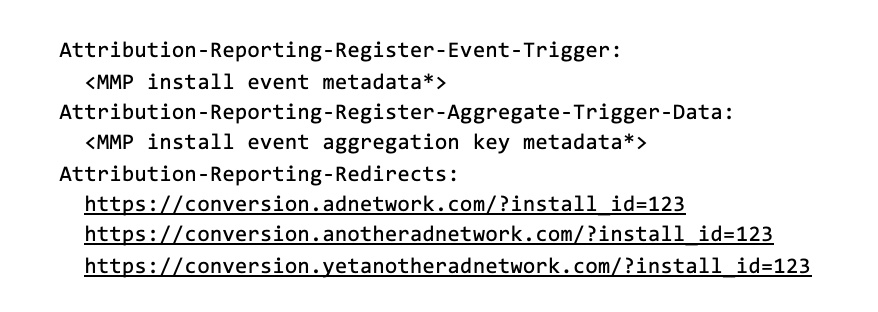 Attribution-Reporting-Register-Event-Trigger:
<MMP install event metadata*>
Attribution-Reporting-Register-Aggregate-Trigger-Data:
<MMP install event aggregation key metadata*>
Attribution-Reporting-Redirects:
https://conversion.adnetwork.com/?install_id=123
https://conversion.anotheradnetwork.com/?install_id=123
https://conversion.yetanotheradnetwork.com/?install_id=123